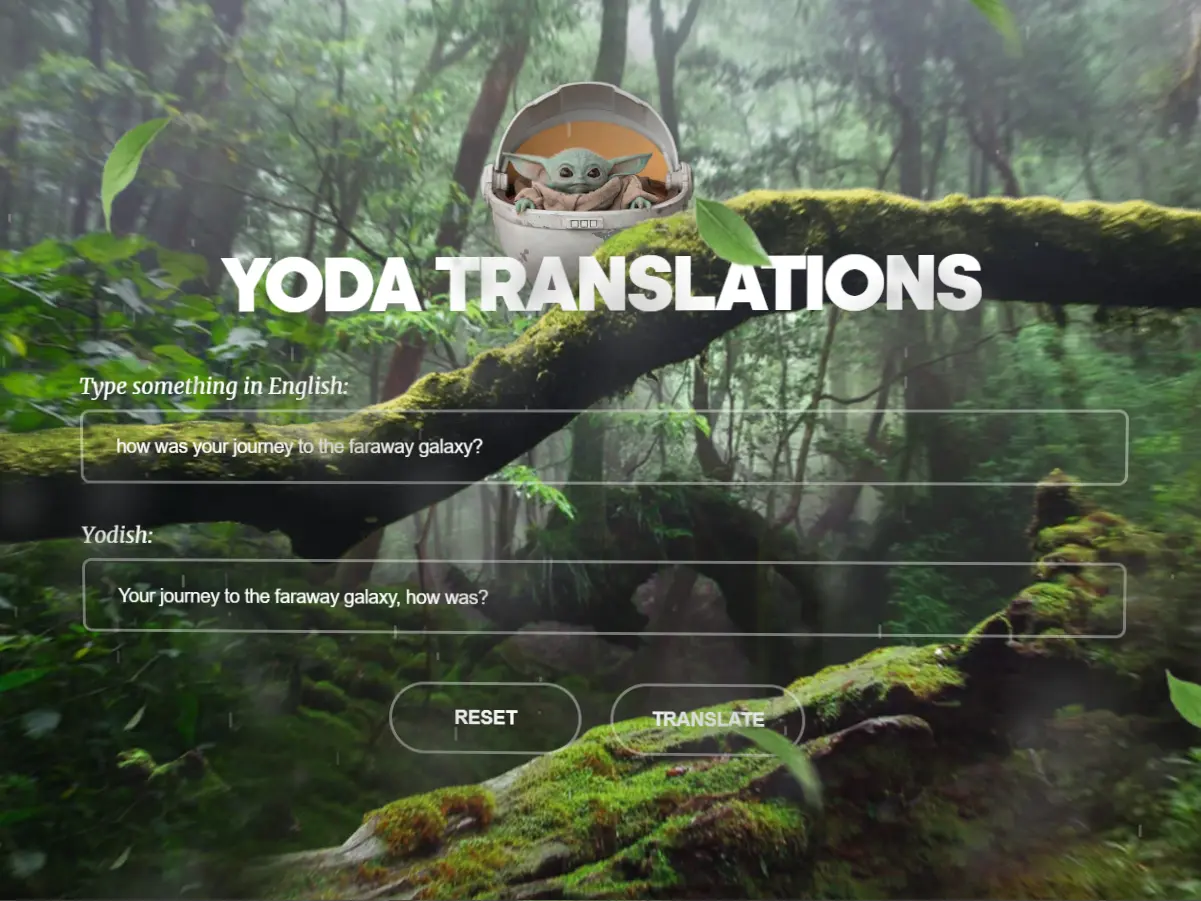 YODA TRANSLATIONS
Type something in English:
how was your journey to the faraway galaxy?
Yodish:
Your journey to the faraway galaxy, how was?
RESET
TRANSLATE